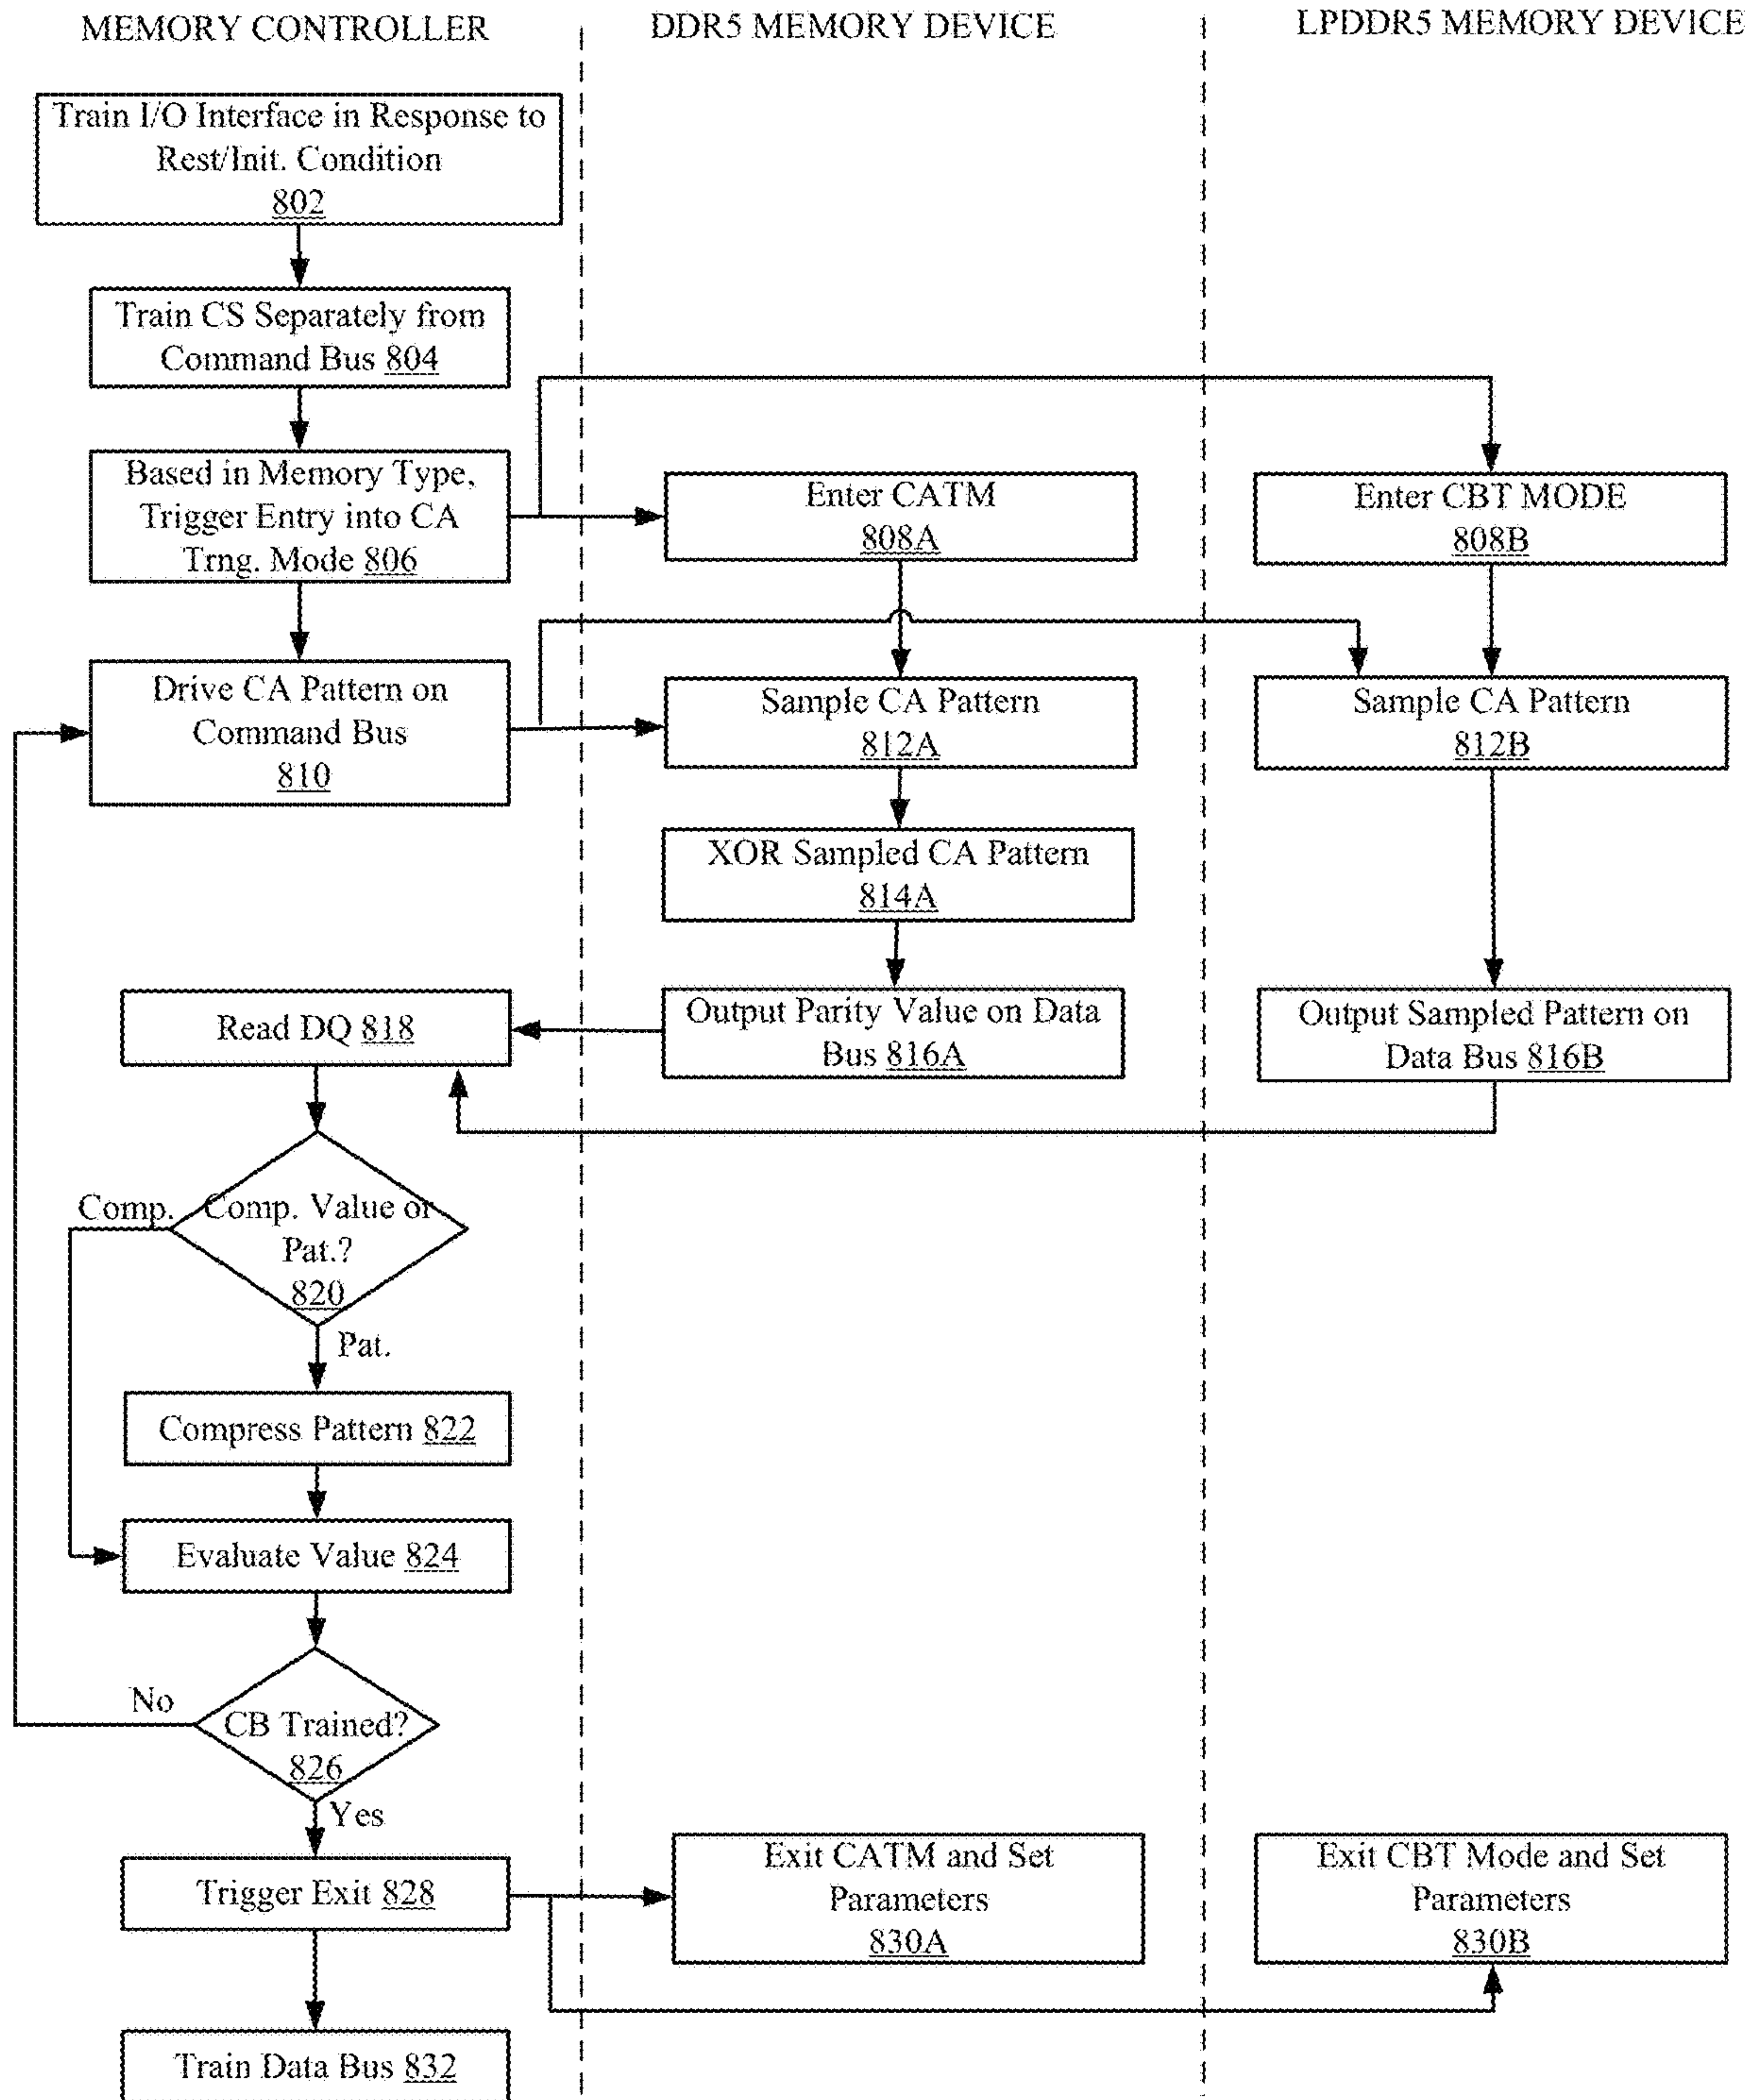 MEMORY CONTROLLER
DDR5 MEMORY DEVICE
LPDDR5 MEMORY DEVICE
Train I/O Interface in Response to
Rest/Init. Condition
802
Train CS Separately from
Command Bus 804
Based in Memory Type,
Trigger Entry into CA
Trng. Mode 806
Enter CATM
808A
Enter CBT MODE
808B
Drive CA Pattern on
Command Bus
810
Sample CA Pattern
812A
Sample CA Pattern
812B
XOR Sampled CA Pattern
814A
Read DQ 818
Output Parity Value on Data
Bus 816A
Output Sampled Pattern on
Data Bus 816B
Comp.
Comp. Value or
Pat.?
820
Pat.
Compress Pattern 822
Evaluate Value 824
No
CB Trained?
826
Yes
Trigger Exit 828
Exit CATM and Set
Parameters
830A
Exit CBT Mode and Set
Parameters
830B
Train Data Bus 832